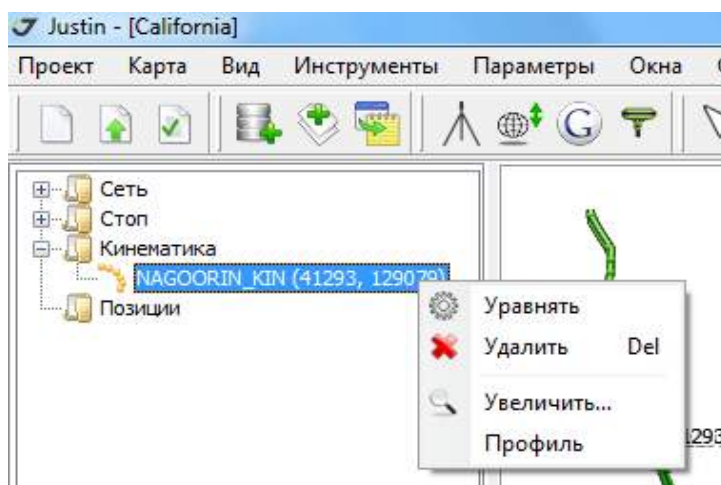 Justin - [California]
Проект Карта Вид Инструменты Параметры Окна
G
Сеть
Стоп
Кинематика
NAGOORIN_KIN (41293, 129079)
Позиции
Уравнять
Удалить Del
Увеличить...
Профиль
1293